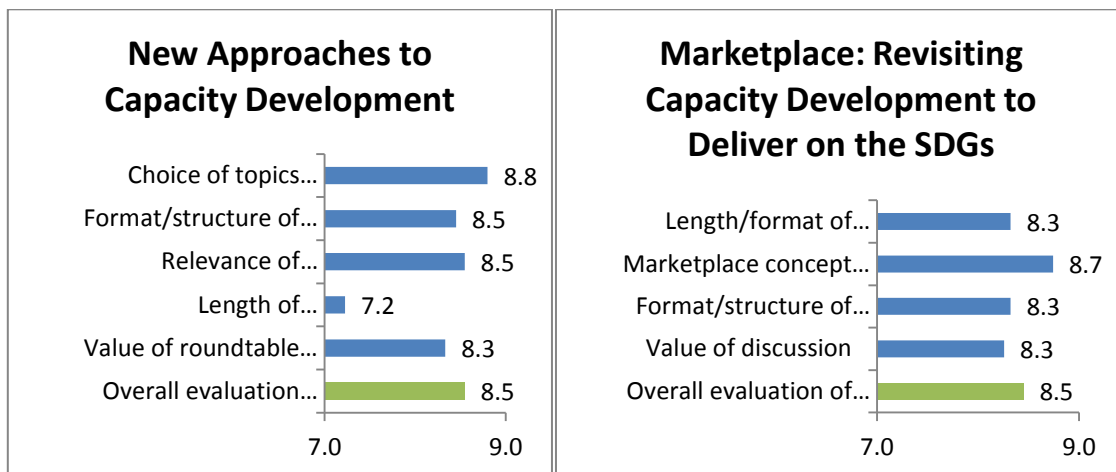 New Approaches to
Capacity Development
Choice of topics...
8.8
Format/structure of...
8.5
Relevance of...
8.5
Length of...
7.2
Value of roundtable...
8.3
Overall evaluation...
8.5
7.0
9.0
Marketplace: Revisiting
Capacity Development to
Deliver on the SDGs
Length/format of...
8.3
Marketplace concept...
8.7
Format/structure of...
8.3
Value of discussion
8.3
Overall evaluation of...
8.5
7.0
9.0